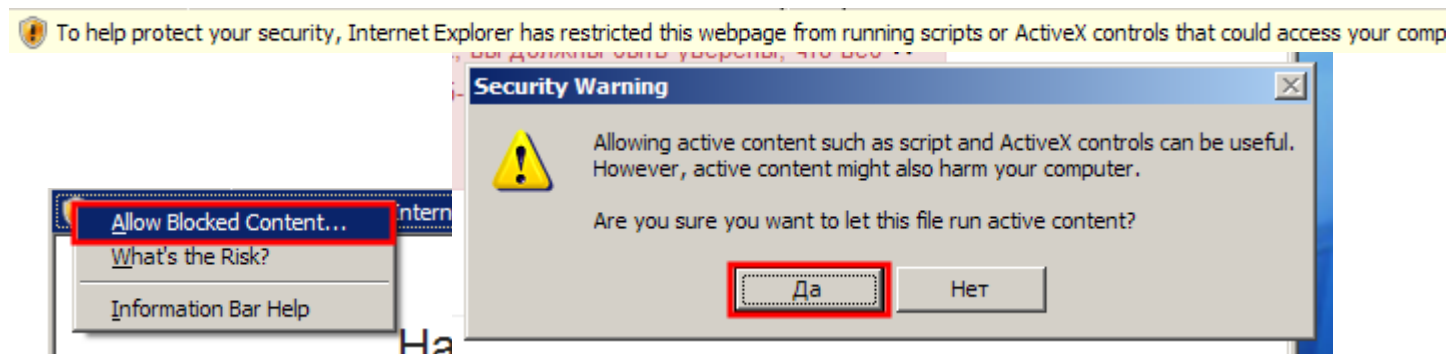 To help protect your security, Internet Explorer has restricted this webpage from running scripts or ActiveX controls that could access your comp
Security Warning
Allowing active content such as script and ActiveX controls can be useful.
However, active content might also harm your computer.
Are you sure you want to let this file run active content?
Да
Нет
Intern
Allow Blocked Content...
What's the Risk?
Information Bar Help
На